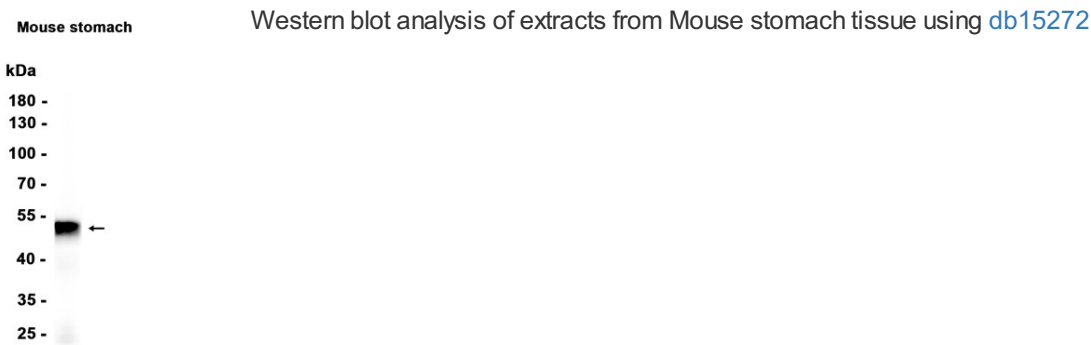 Mouse stomach
Western blot analysis of extracts from Mouse stomach tissue using db15272
kDa
180 -
130 -
100 -
70 -
55 -
40 -
35 -
25 -